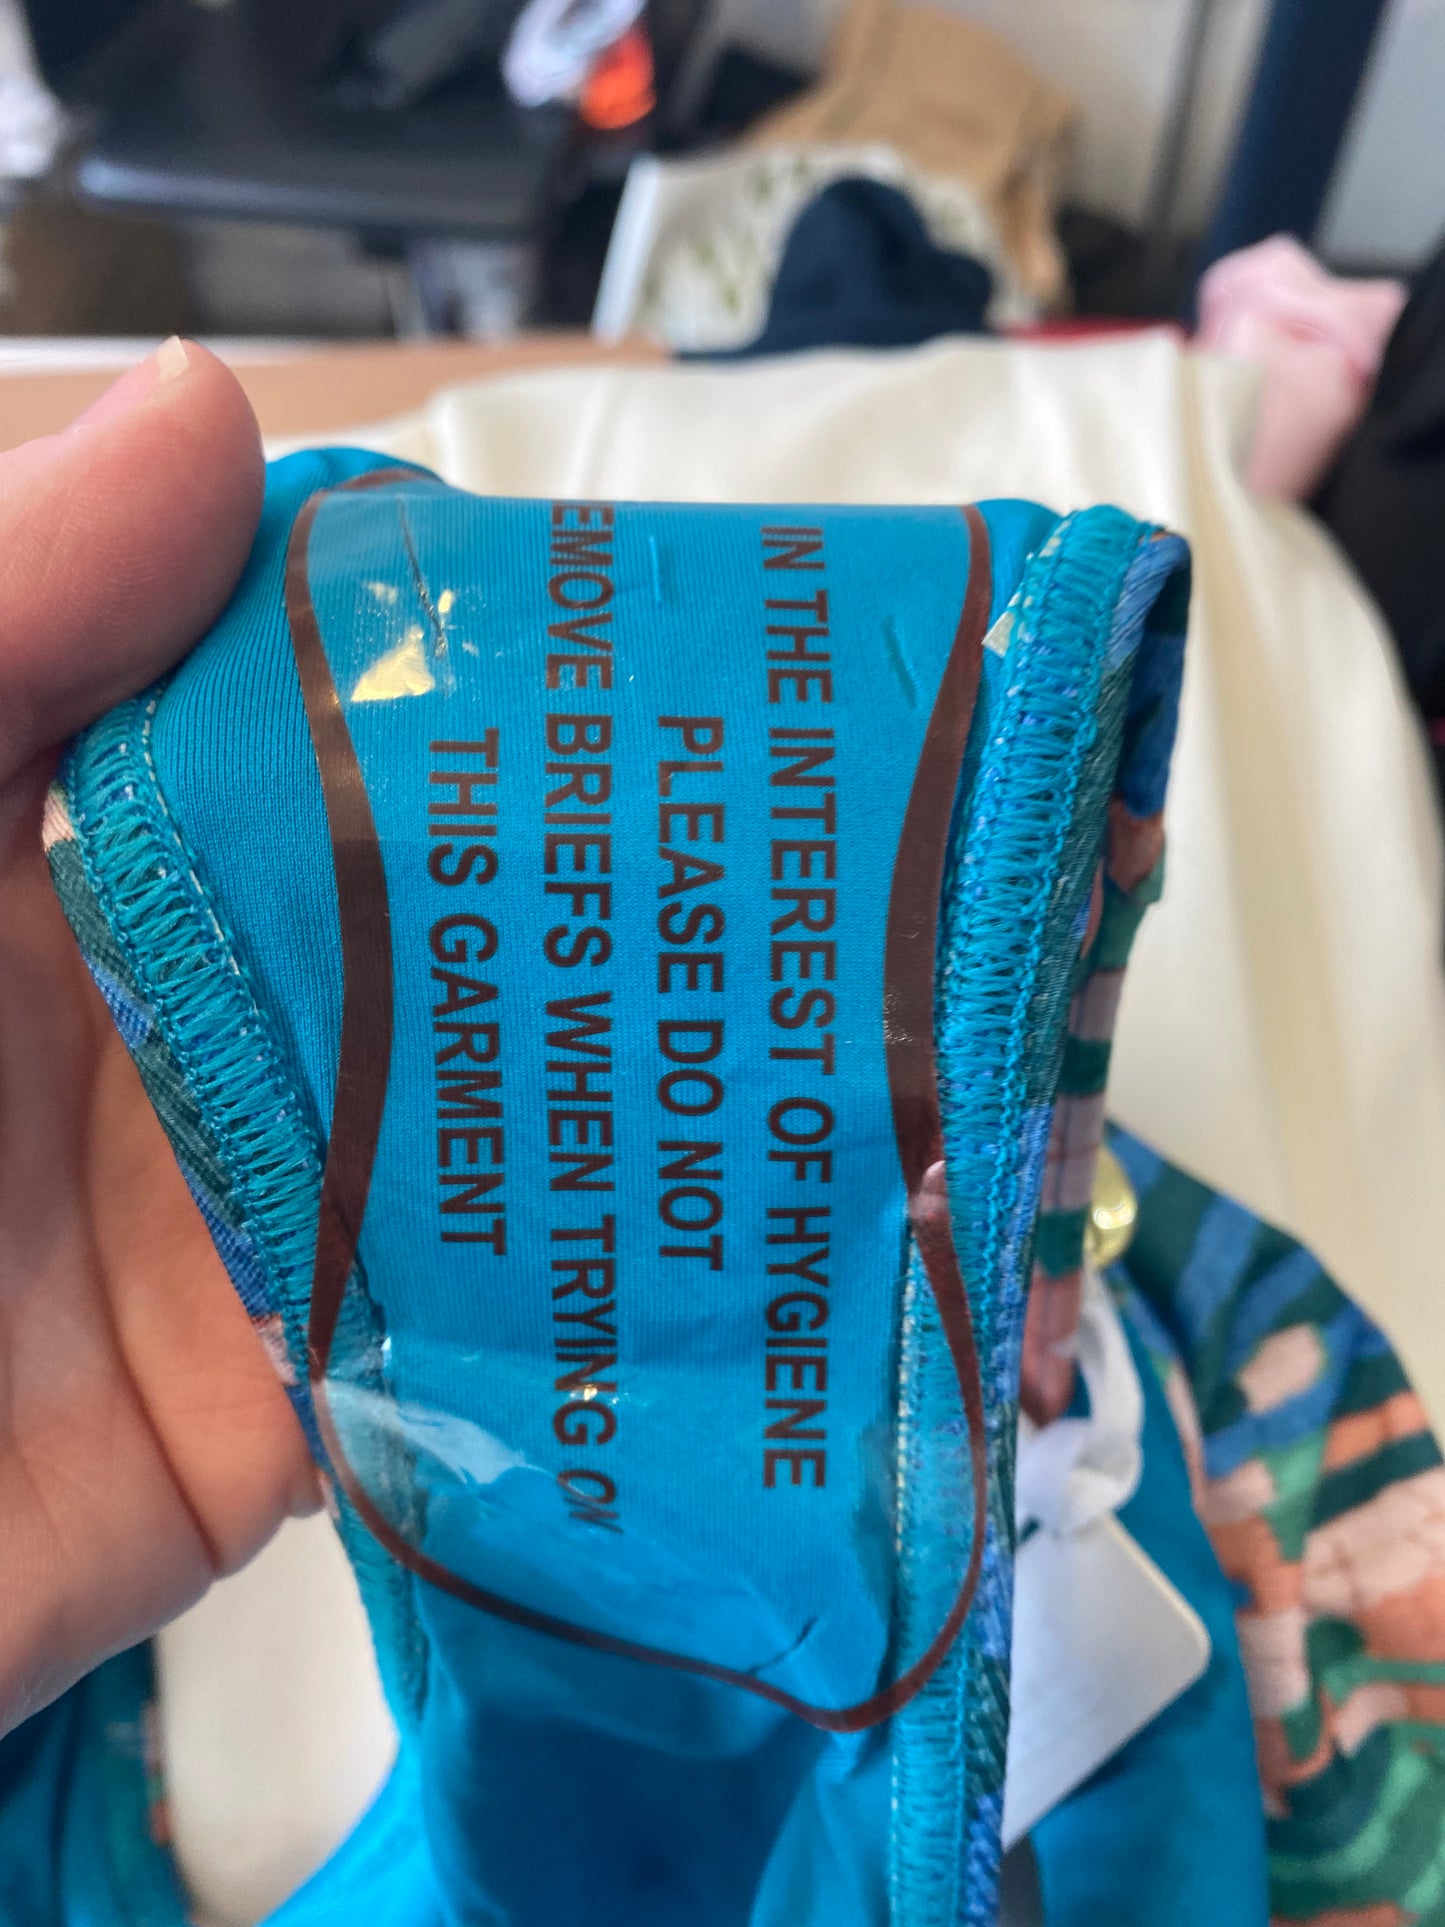 IN THE INTEREST OF HYGIENE
PLEASE DO NOT
EMOVE BRIEFS WHEN TRYING ON
THIS GARMENT